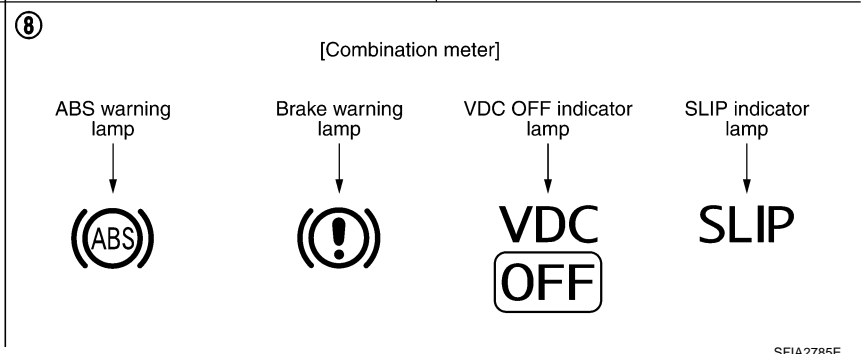 8
[Combination meter]
ABS warning
lamp
Brake warning
lamp
VDC OFF indicator
lamp
SLIP indicator
lamp
ABS
!
VDC
OFF
SLIP
SFIA2785E